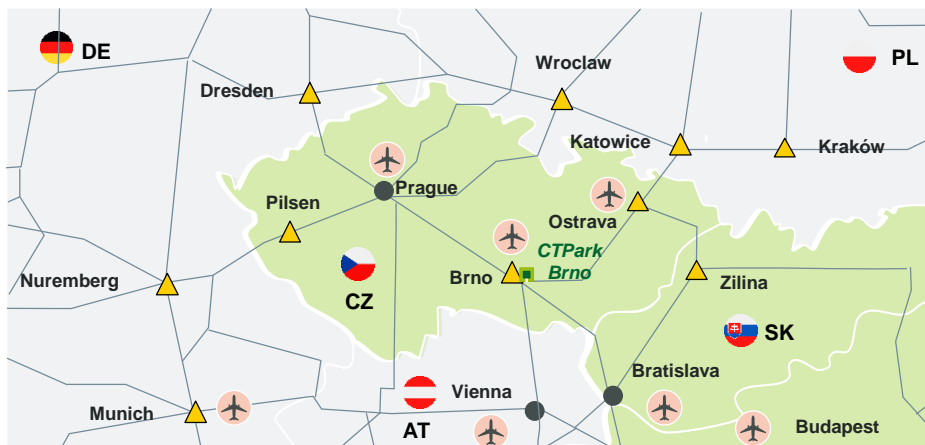 DE
PL
Wroclaw
Dresden
Katowice
Kraków
Prague
Pilsen
Ostrava
CTPark
Brno
Brno
Nuremberg
Zilina
CZ
SK
Bratislava
Vienna
Munich
AT
Budapest